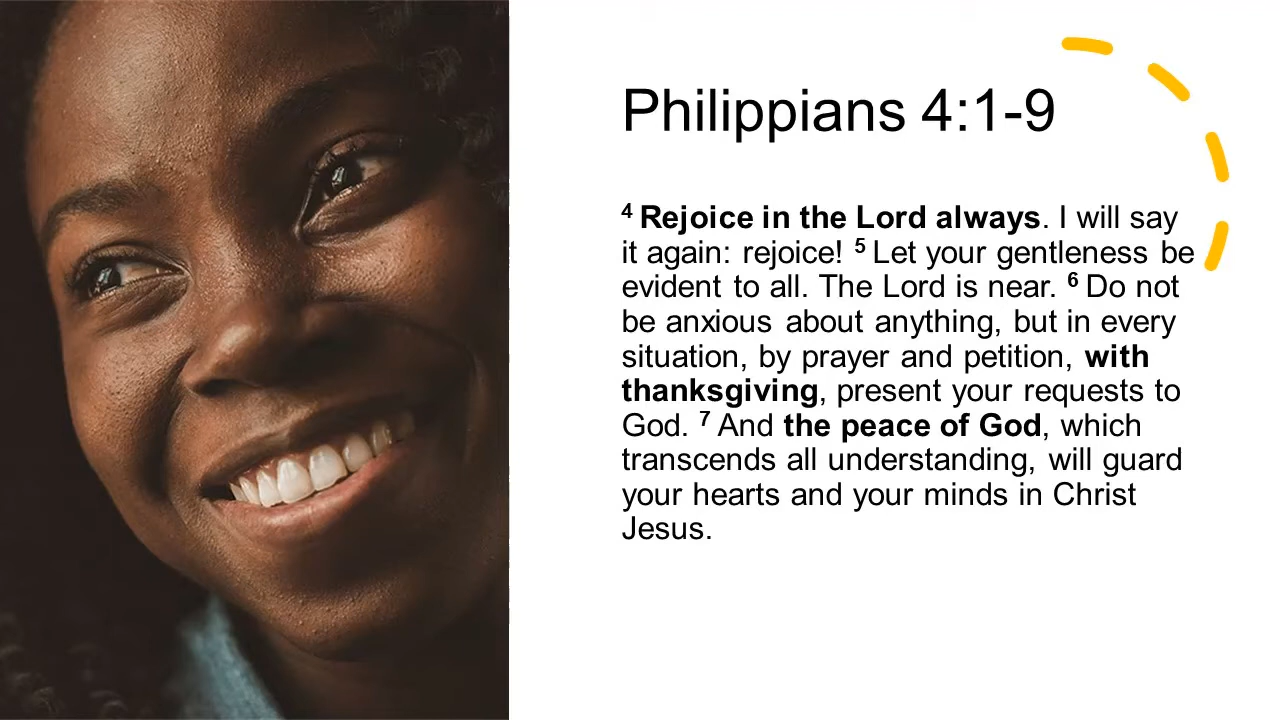 Philippians 4:1-9
⁴ Rejoice in the Lord always. I will say
it again: rejoice! ⁵ Let your gentleness be
evident to all. The Lord is near. ⁶ Do not
be anxious about anything, but in every
situation, by prayer and petition, with
thanksgiving, present your requests to
God. ⁷ And the peace of God, which
transcends all understanding, will guard
your hearts and your minds in Christ
Jesus.